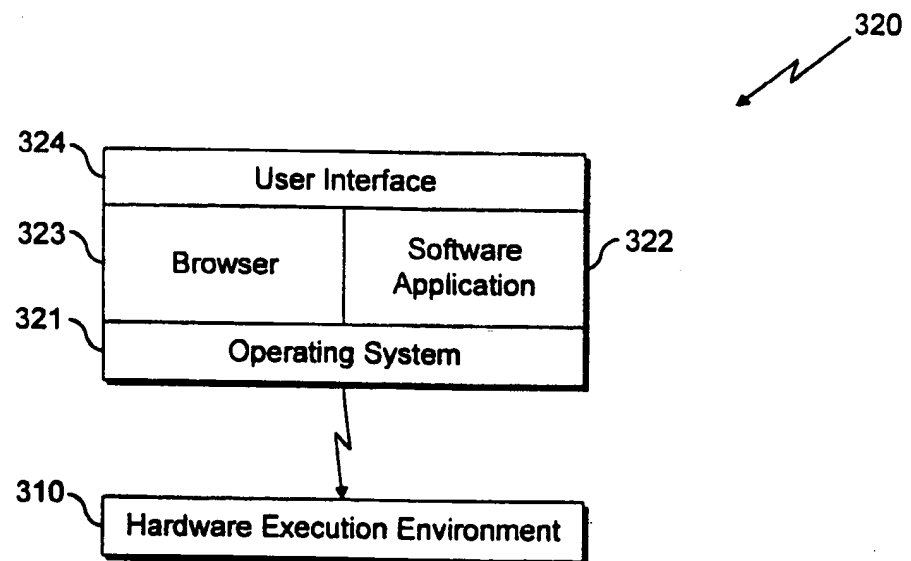 320
324
User Interface
323
Browser
Software
Application
322
321
Operating System
310
Hardware Execution Environment